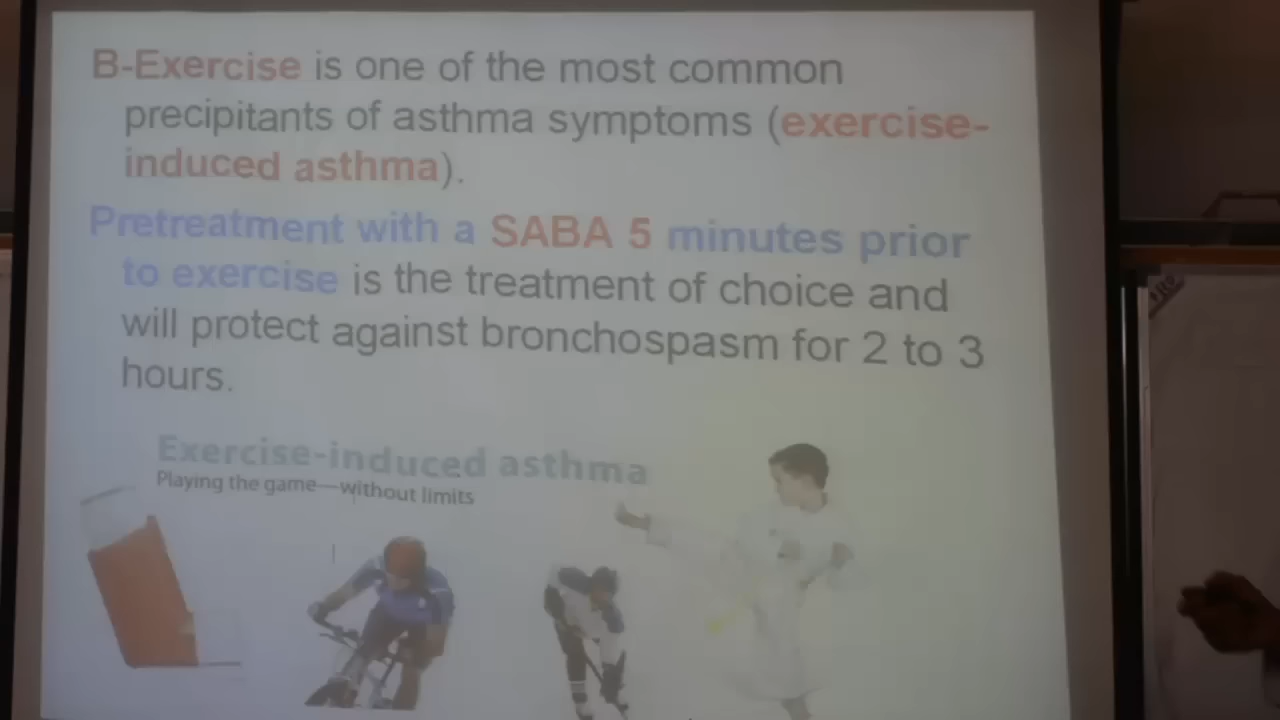 B-Exercise is one of the most common
precipitants of asthma symptoms (exercise-
induced asthma).
Pretreatment with a SABA 5 minutes prior
to exercise is the treatment of choice and
will protect against bronchospasm for 2 to 3
hours.
Exercise-induced asthma
Playing the game—without limits